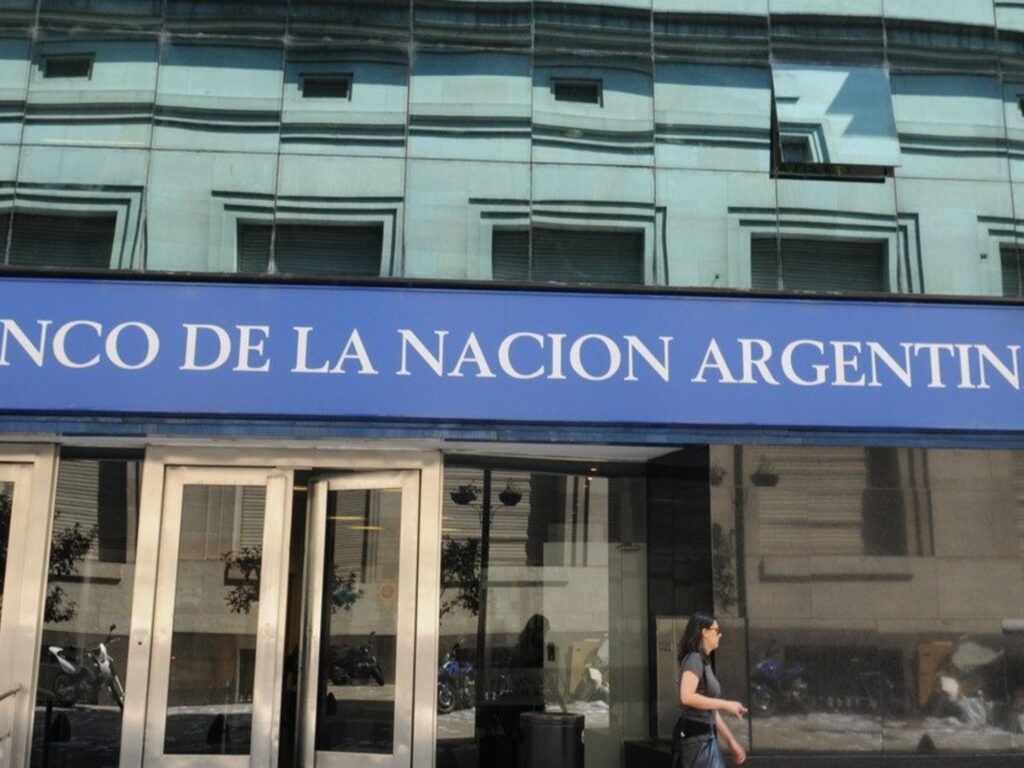 NCO DE LA NACION ARGENTIN